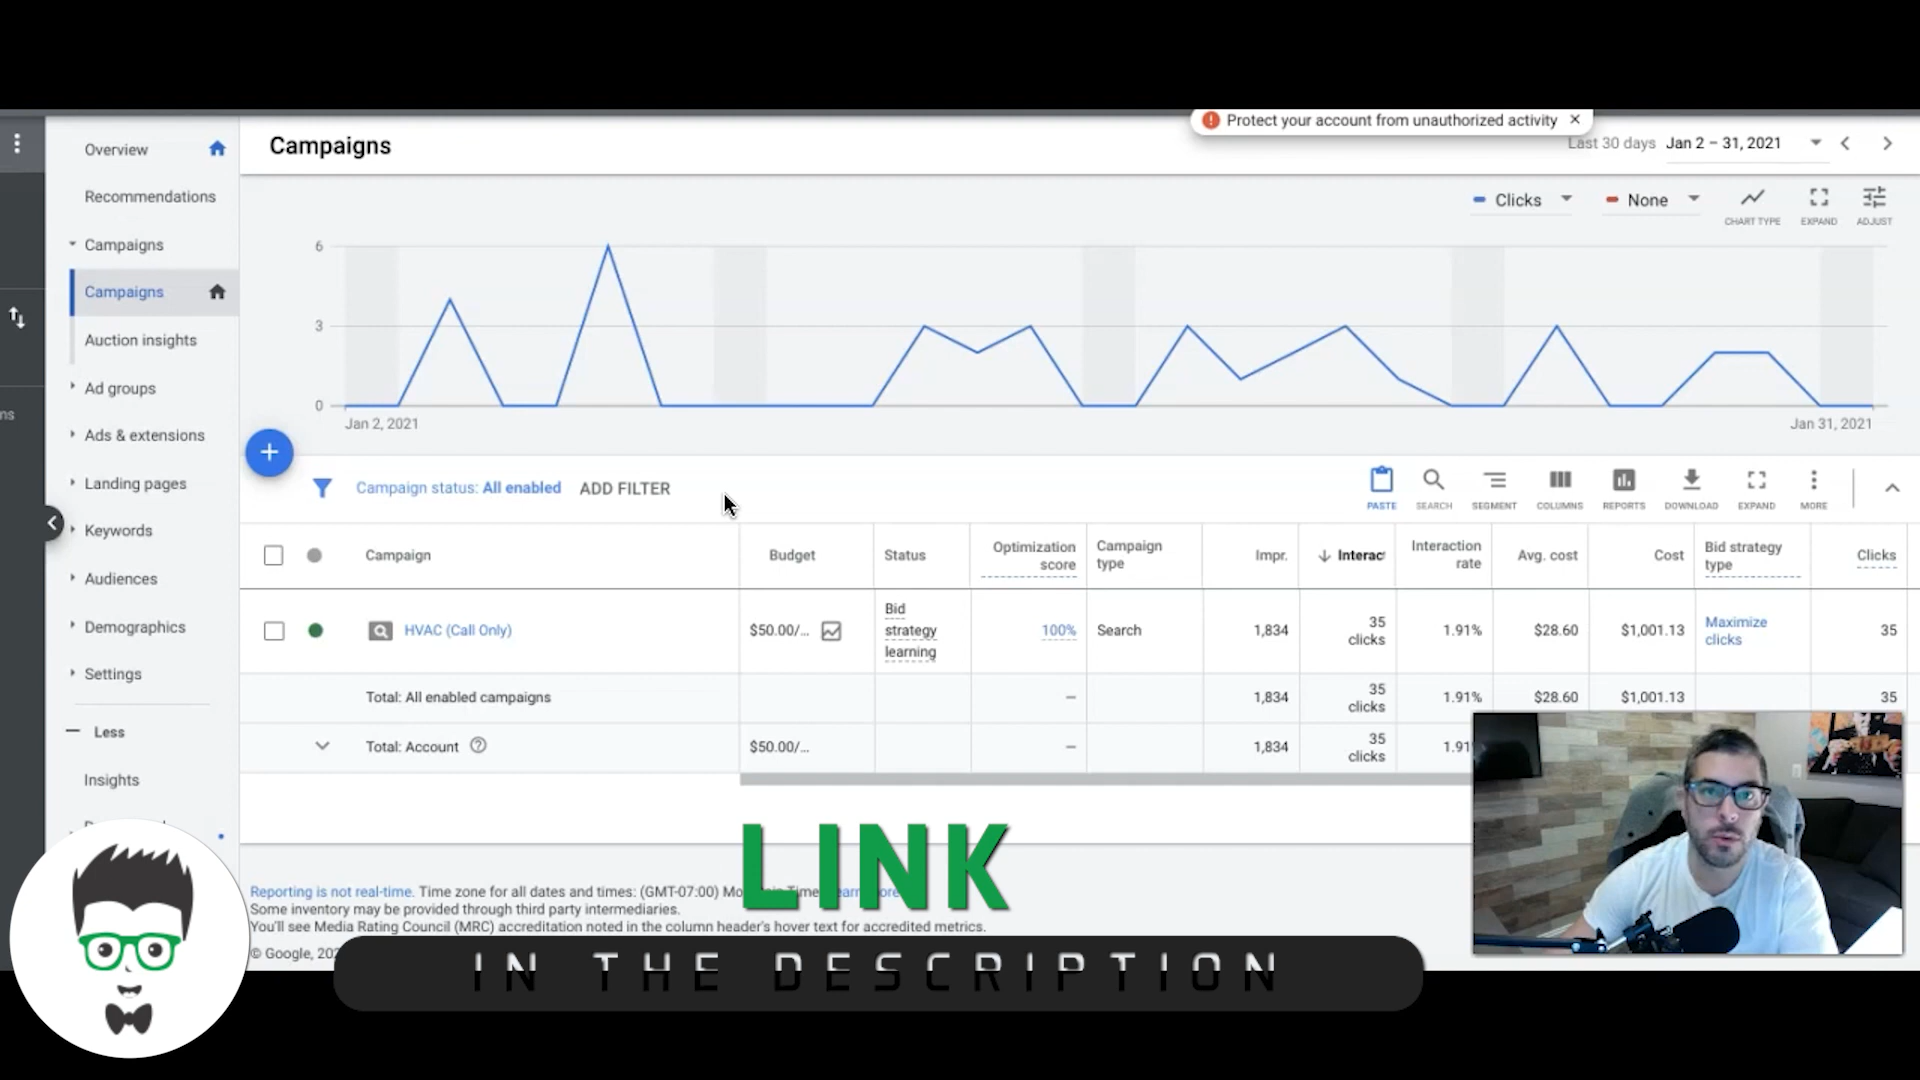 Protect your account from unauthorized activity
Campaigns
Last 30 days Jan 2 – 31, 2021
Overview
Recommendations
Campaigns
Campaigns
Auction insights
Ad groups
Ads & extensions
Landing pages
Keywords
Audiences
Demographics
Settings
Less
Insights
ns
Clicks
None
CHART TYPE
EXPAND
ADJUST
6
3
0
Jan 2, 2021
Jan 31, 2021
Campaign status: All enabled
ADD FILTER
PASTE
SEARCH
SEGMENT
COLUMNS
REPORTS
DOWNLOAD
EXPAND
MORE
Campaign Budget Status Optimization score Campaign type Impr. Interac Interaction rate Avg. cost Cost Bid strategy type Clicks
HVAC (Call Only) $50.00/... Bid strategy learning 100% Search 1,834 35 clicks 1.91% $28.60 $1,001.13 Maximize clicks 35
Total: All enabled campaigns – 1,834 35 clicks 1.91% $28.60 $1,001.13 35
Total: Account $50.00/... – 1,834 35 clicks 1.91
Reporting is not real-time. Time zone for all dates and times: (GMT-07:00)
Some inventory may be provided through third party intermediaries.
You'll see Media Rating Council (MRC) accreditation noted in the column header's hover text for accredited metrics.
© Google, 202
LINK
IN THE DESCRIPTION